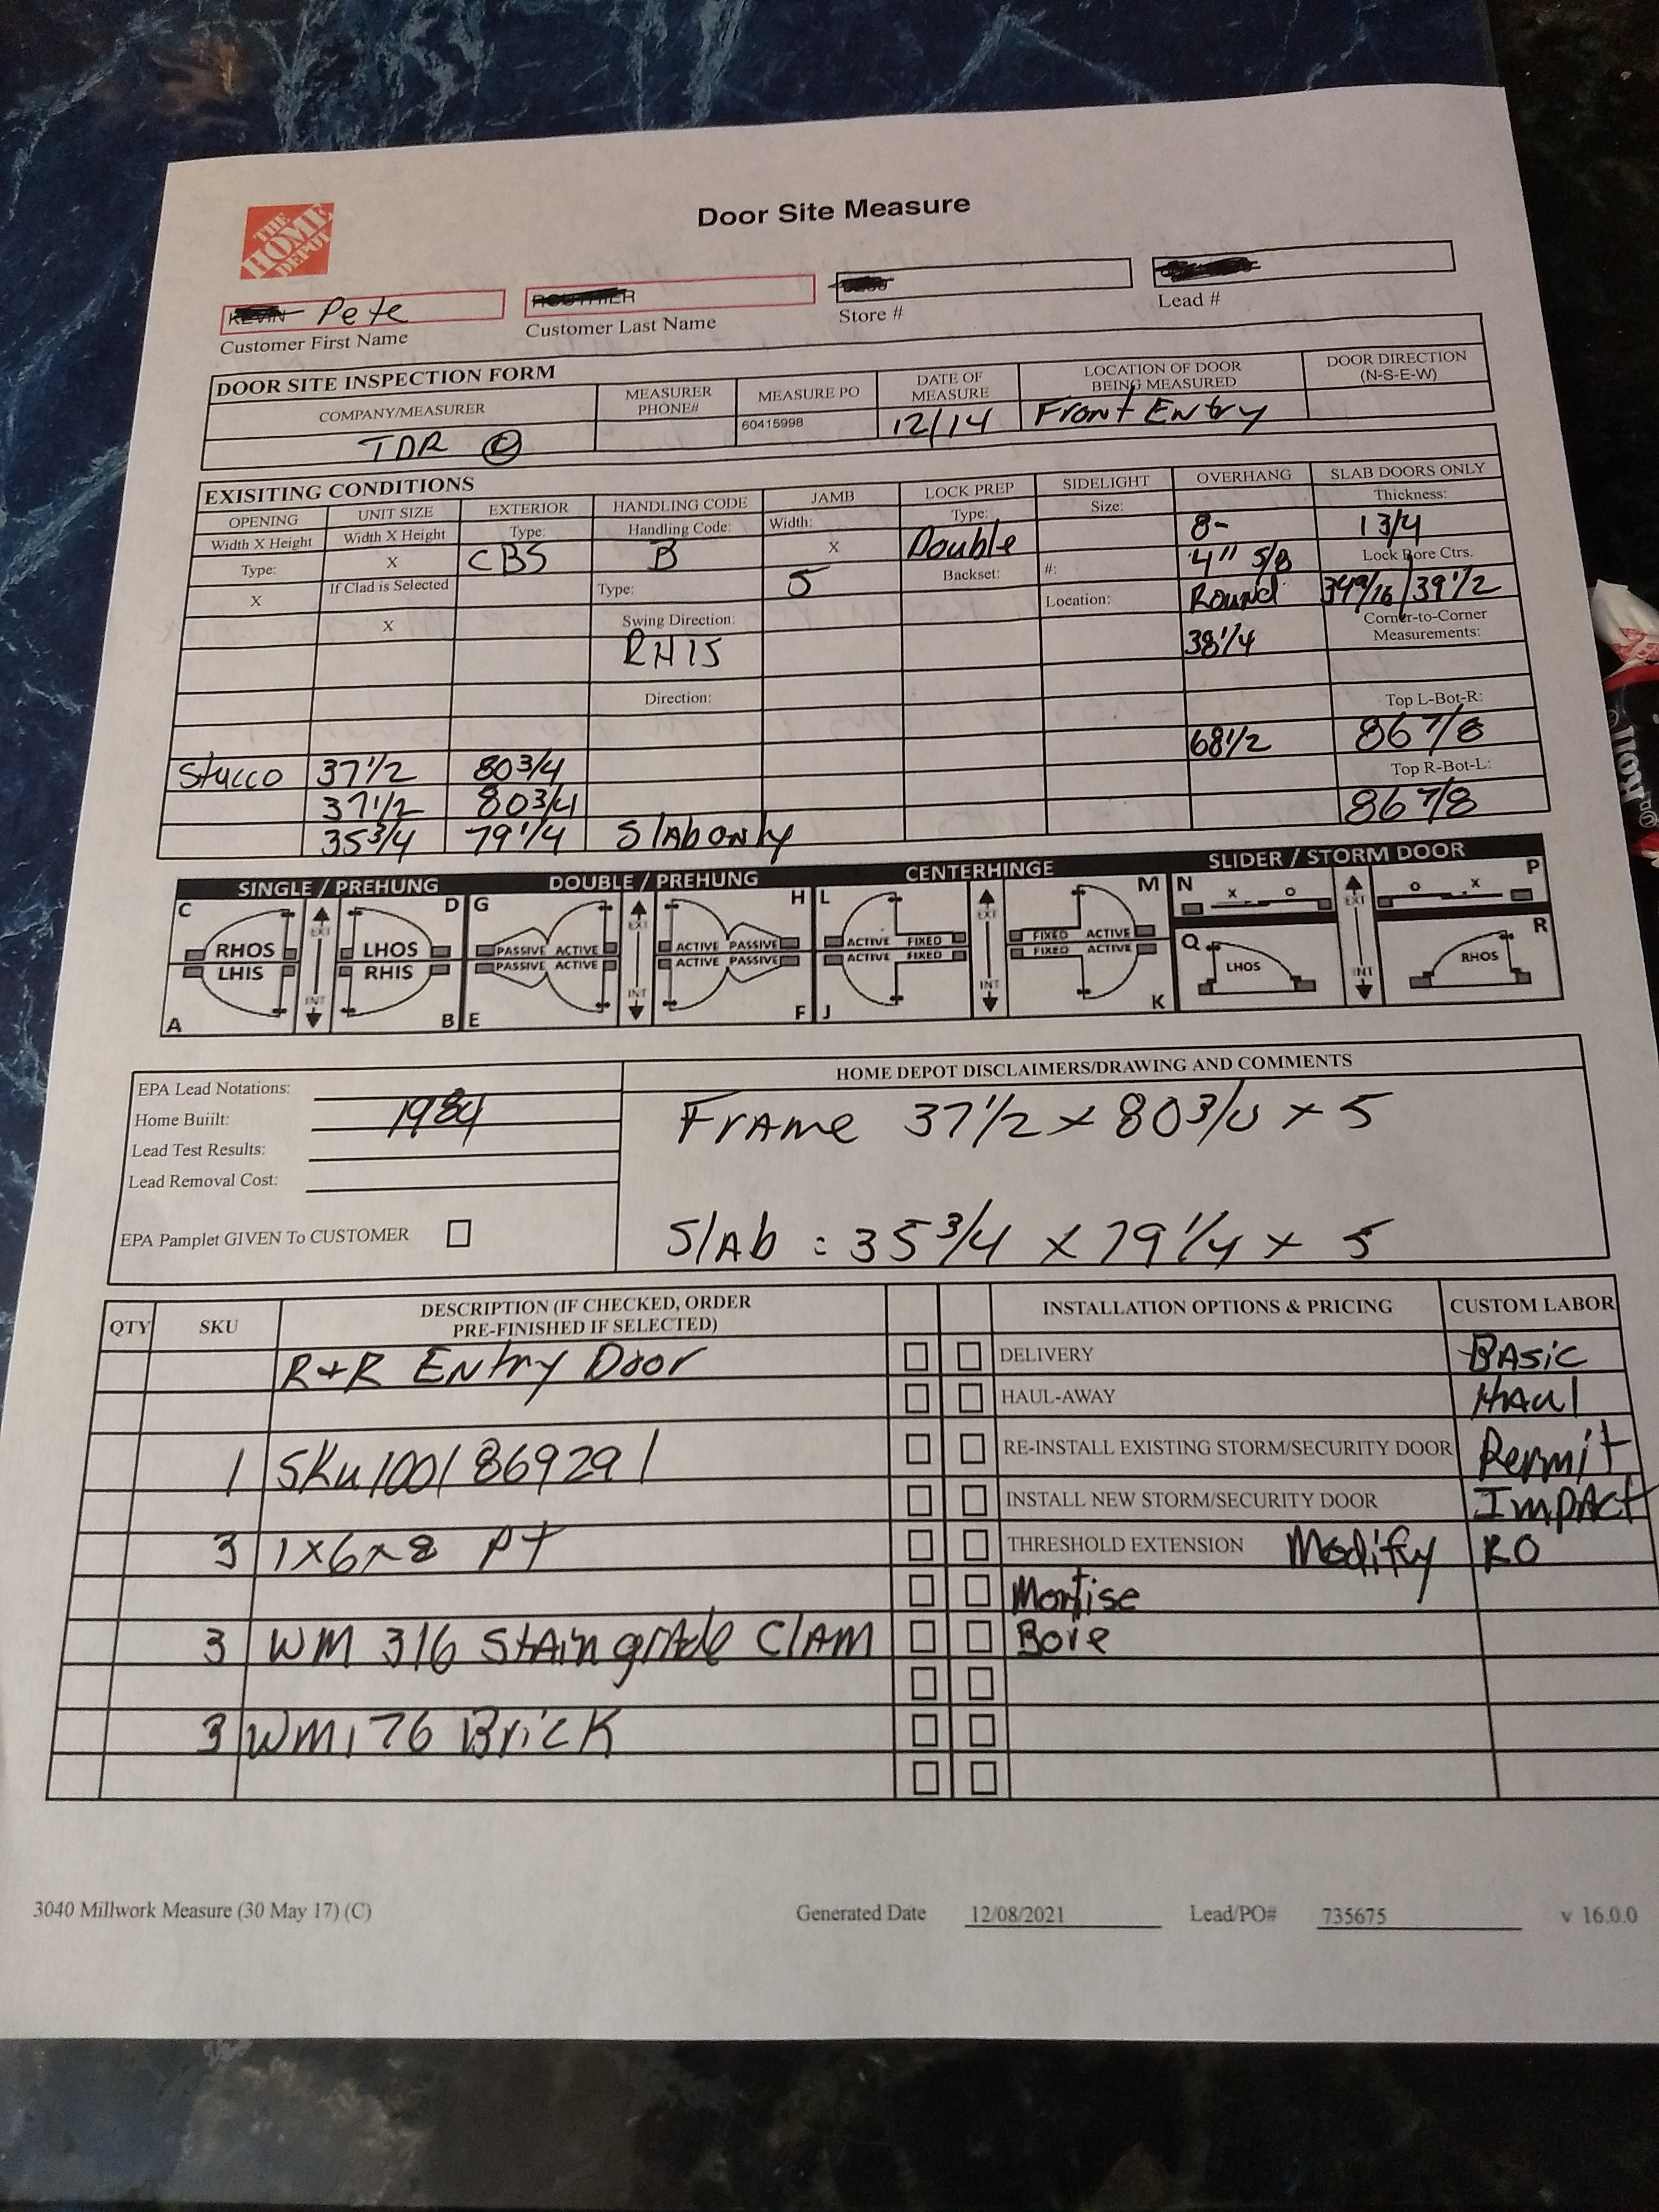 THE HOME DEPOT
Door Site Measure
Pete
Customer First Name
Customer Last Name
Store #
Lead #
DOOR SITE INSPECTION FORM
COMPANY/MEASURER MEASURER PHONE# MEASURE PO DATE OF MEASURE LOCATION OF DOOR BEING MEASURED DOOR DIRECTION (N-S-E-W)
TDR 60415998 12/14 Front Entry
EXISITING CONDITIONS
OPENING UNIT SIZE EXTERIOR HANDLING CODE JAMB LOCK PREP SIDELIGHT OVERHANG SLAB DOORS ONLY
Width X Height Width X Height Type: Handling Code: Width: Type: Size: 8- Thickness:
1 3/4
Type: X CBS B X Double 4" 5/8 Lock Bore Ctrs.
X If Clad is Selected Type: 5 Backset: #: Round 34 9/16 / 39 1/2
X Swing Direction: Location: 38 1/4 Corner-to-Corner Measurements:
RHIS
Direction: Top L-Bot-R:
68 1/2 86 7/8
Stucco 37 1/2 80 3/4 Top R-Bot-L:
37 1/2 80 3/4 86 7/8
35 3/4 79 1/4 Slab only
SINGLE / PREHUNG DOUBLE / PREHUNG CENTERHINGE SLIDER / STORM DOOR
C D G H L M N P
EXT EXT EXT EXT
X O O X
RHOS LHOS PASSIVE ACTIVE ACTIVE PASSIVE ACTIVE FIXED FIXED ACTIVE Q R
LHIS RHIS PASSIVE ACTIVE ACTIVE PASSIVE ACTIVE FIXED FIXED ACTIVE LHOS RHOS
INT INT INT INT
A B E F J K
HOME DEPOT DISCLAIMERS/DRAWING AND COMMENTS
EPA Lead Notations:
Home Buiilt: 1984
Frame 37 1/2 x 80 3/4 x 5
Lead Test Results:
Lead Removal Cost:
EPA Pamplet GIVEN To CUSTOMER
Slab : 35 3/4 x 79 1/4 x 5
QTY SKU DESCRIPTION (IF CHECKED, ORDER PRE-FINISHED IF SELECTED) INSTALLATION OPTIONS & PRICING CUSTOM LABOR
R+R Entry Door DELIVERY Basic
HAUL-AWAY Haul
1 SKu 1001869291 RE-INSTALL EXISTING STORM/SECURITY DOOR Permit
INSTALL NEW STORM/SECURITY DOOR Impact
3 1x6x8 PT THRESHOLD EXTENSION Modify RO
Mortise
3 WM 316 Stain grade Clam Bore
3 WM 176 Brick
3040 Millwork Measure (30 May 17) (C) Generated Date 12/08/2021 Lead/PO# 735675 v 16.0.0
Roll